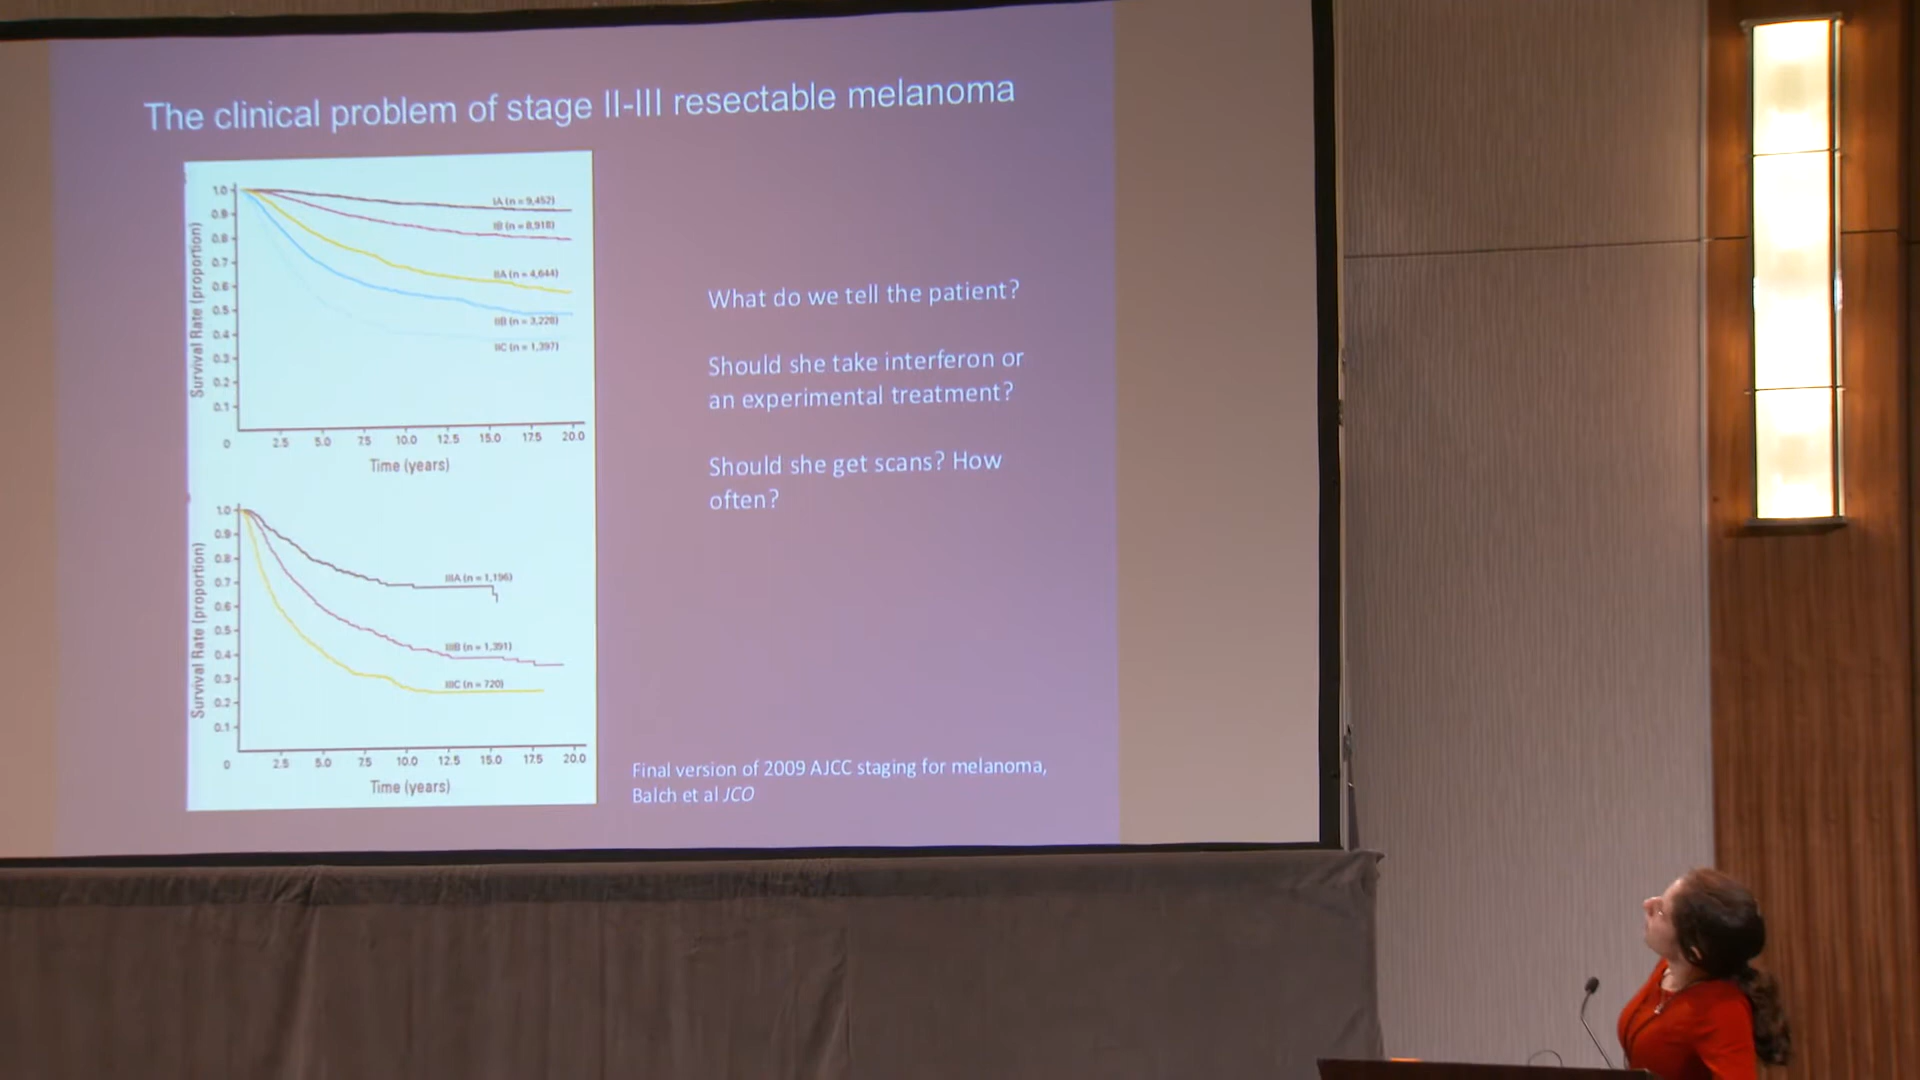 The clinical problem of stage II-III resectable melanoma
1.0
0.9
0.8
0.7
0.6
0.5
0.4
0.3
0.2
0.1
0
Survival Rate (proportion)
IA (n = 9,452)
IB (n = 8,918)
IIA (n = 4,644)
IIB (n = 3,228)
IIC (n = 1,397)
2.5 5.0 7.5 10.0 12.5 15.0 17.5 20.0
Time (years)
1.0
0.9
0.8
0.7
0.6
0.5
0.4
0.3
0.2
0.1
0
Survival Rate (proportion)
IIIA (n = 1,196)
IIIB (n = 1,391)
IIIC (n = 720)
2.5 5.0 7.5 10.0 12.5 15.0 17.5 20.0
Time (years)
What do we tell the patient?
Should she take interferon or
an experimental treatment?
Should she get scans? How
often?
Final version of 2009 AJCC staging for melanoma,
Balch et al JCO